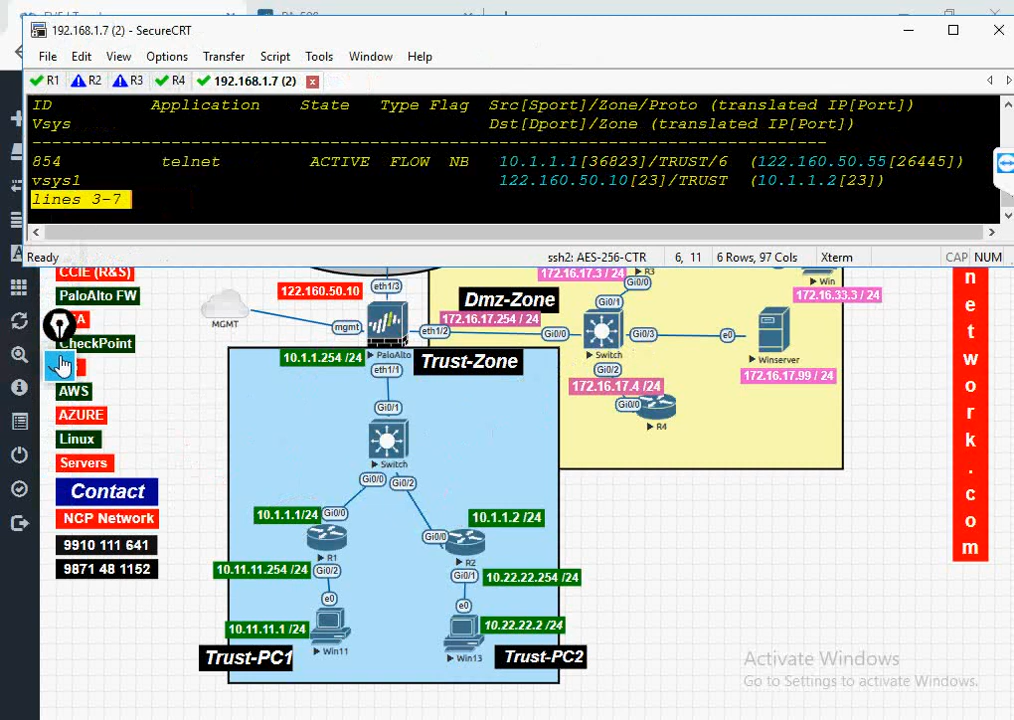 192.168.1.7 (2) - SecureCRT
File Edit View Options Transfer Script Tools Window Help
R1 R2 R3 R4 192.168.1.7 (2)
ID Application State Type Flag Src[Sport]/Zone/Proto (translated IP[Port])
Vsys Dst[Dport]/Zone (translated IP[Port])
--------------------------------------------------------------------------------
854 telnet ACTIVE FLOW NB 10.1.1.1[36823]/TRUST/6 (122.160.50.55[26445])
vsys1 122.160.50.10[23]/TRUST (10.1.1.2[23])
lines 3-7
Ready ssh2: AES-256-CTR 6, 11 6 Rows, 97 Cols Xterm CAP NUM
CCIE (R&S)
PaloAlto FW
CheckPoint
AWS
AZURE
Linux
Servers
Contact
NCP Network
9910 111 641
9871 48 1152
MGMT
122.160.50.10
eth1/3
mgmt
PaloAlto
eth1/2
10.1.1.254 /24
eth1/1
Trust-Zone
Dmz-Zone
172.16.17.254 /24
172.16.17.3 / 24
R3
Gi0/0
Gi0/1
Gi0/0
Gi0/3
e0
Switch
Gi0/2
Win
172.16.33.3 / 24
Winserver
172.16.17.99 / 24
172.16.17.4 / 24
Gi0/0
R4
Gi0/1
Switch
Gi0/0
Gi0/2
10.1.1.1/24
Gi0/0
R1
10.11.11.254 /24
Gi0/2
e0
10.11.11.1 /24
Win11
Trust-PC1
10.1.1.2 /24
Gi0/0
R2
Gi0/1
10.22.22.254 /24
e0
10.22.22.2 /24
Win13
Trust-PC2
n
e
t
w
o
r
k
.
c
o
m
Activate Windows
Go to Settings to activate Windows.